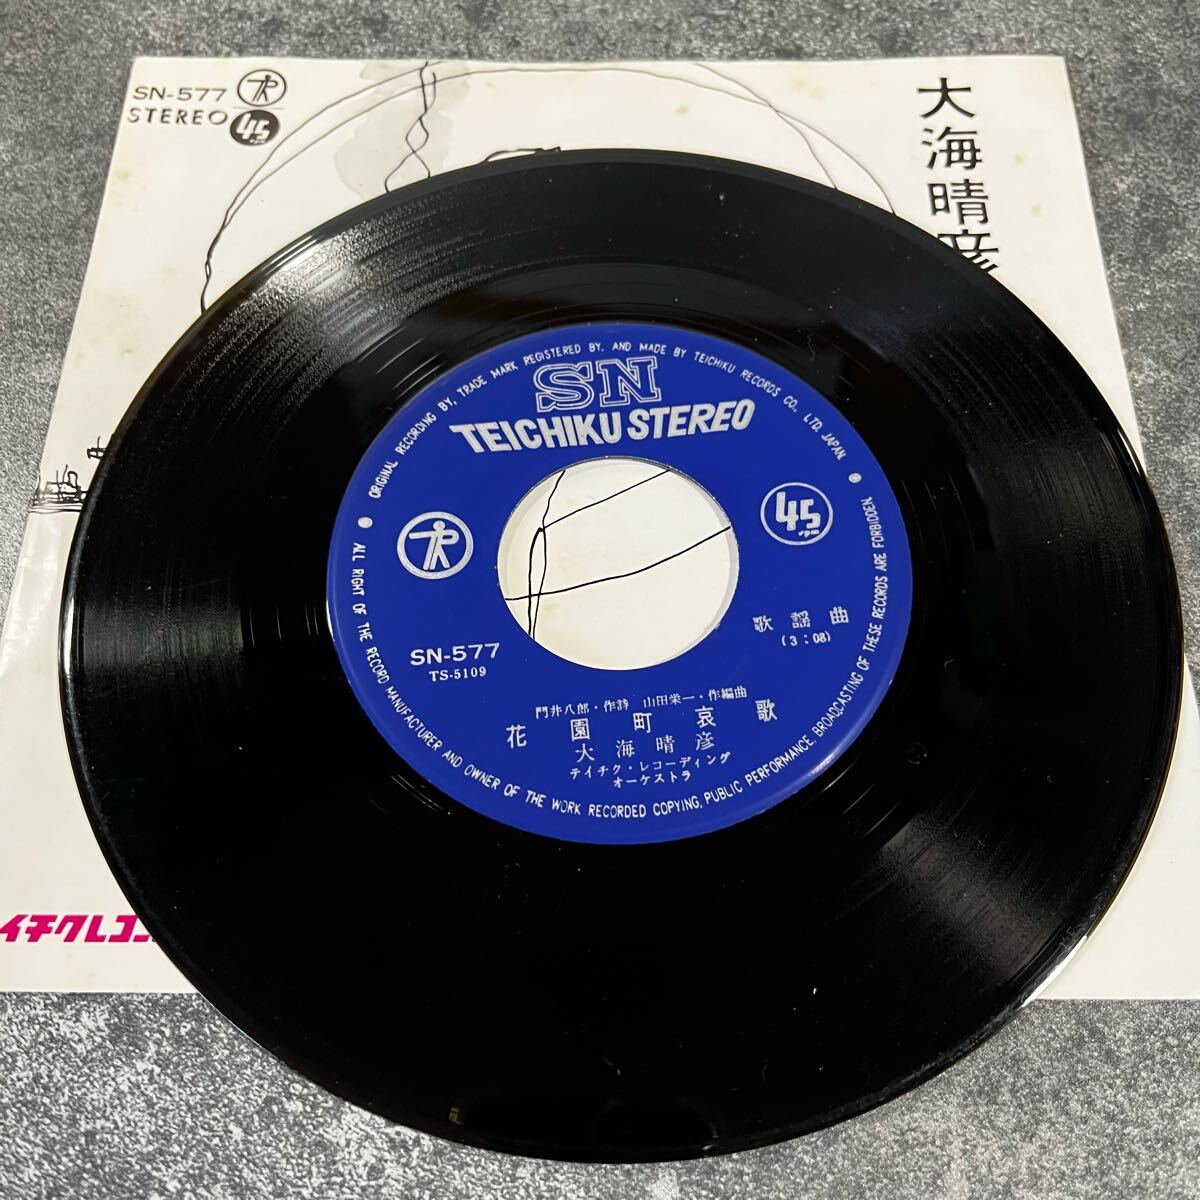 SN-577
STEREO
45
rpm
大海晴彦
ORIGINAL RECORDING BY, TRADE MARK REGISTERED BY, AND MADE BY TEICHIKU RECORDS CO., LTD. JAPAN
SN
TEICHIKU STEREO
45
rpm
歌謡曲
(3:08)
SN-577
TS-5109
門井八郎・作詩 山田栄一・作編曲
花園町哀歌
大海晴彦
テイチク・レコーディング
オーケストラ
ALL RIGHT OF THE RECORD MANUFACTURER AND OWNER OF THE WORK RECORDED COPYING, PUBLIC PERFORMANCE, BROADCASTING OF THESE RECORDS ARE FORBIDDEN.
イチクレコ